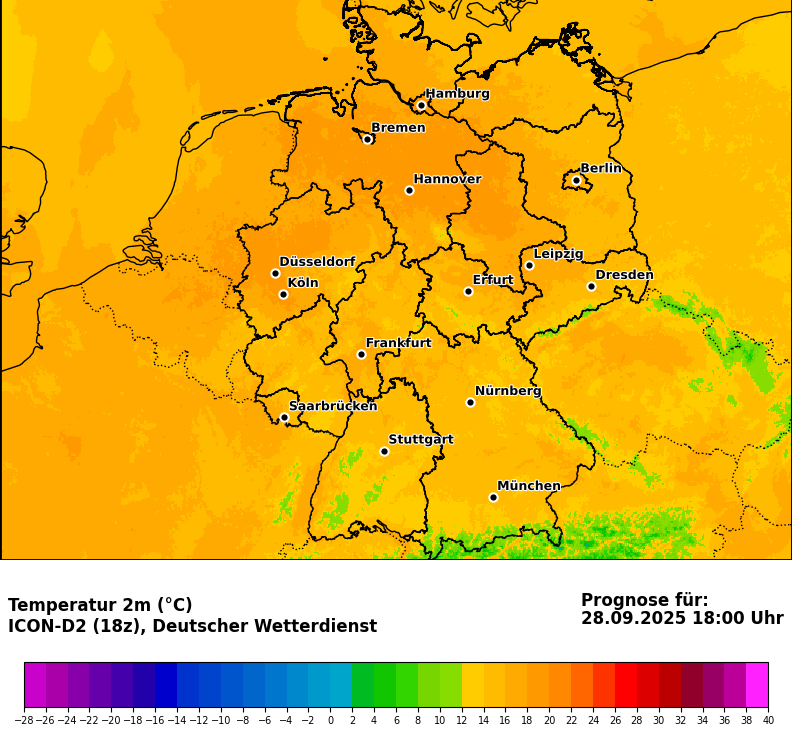 Hamburg
Bremen
Berlin
Hannover
Leipzig
Düsseldorf
Dresden
Köln
Erfurt
Frankfurt
Nürnberg
Saarbrücken
Stuttgart
München
Temperatur 2m (°C)
ICON-D2 (18z), Deutscher Wetterdienst
Prognose für:
28.09.2025 18:00 Uhr
−28 −26 −24 −22 −20 −18 −16 −14 −12 −10 −8 −6 −4 −2 0 2 4 6 8 10 12 14 16 18 20 22 24 26 28 30 32 34 36 38 40